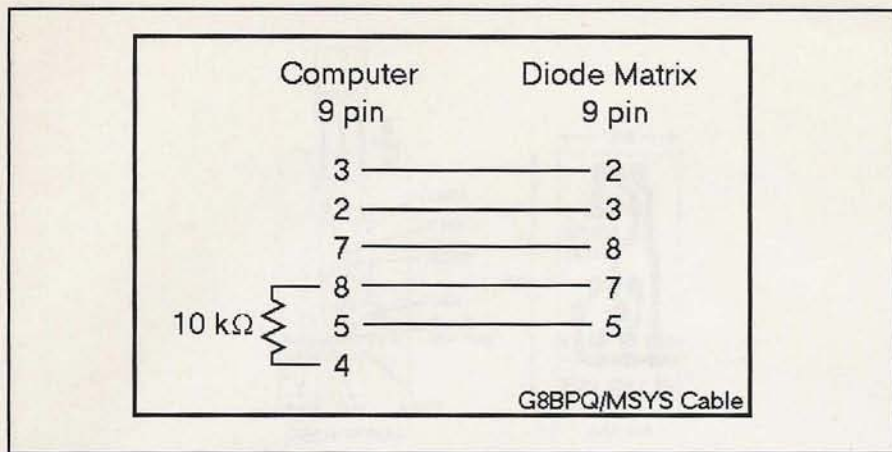 Computer Diode Matrix
9 pin 9 pin
3 2
2 3
7 8
8 7
10 kΩ 5 5
4
G8BPQ/MSYS Cable